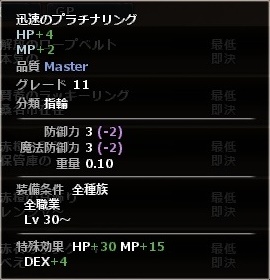 迅速のプラチナリング
HP+4
MP+2
品質 Master
グレード 11
分類 指輪
防御力 3 (-2)
魔法防御力 3 (-2)
重量 0.10
装備条件 全種族
全職業
Lv 30～
特殊効果 HP+30 MP+15
DEX+4